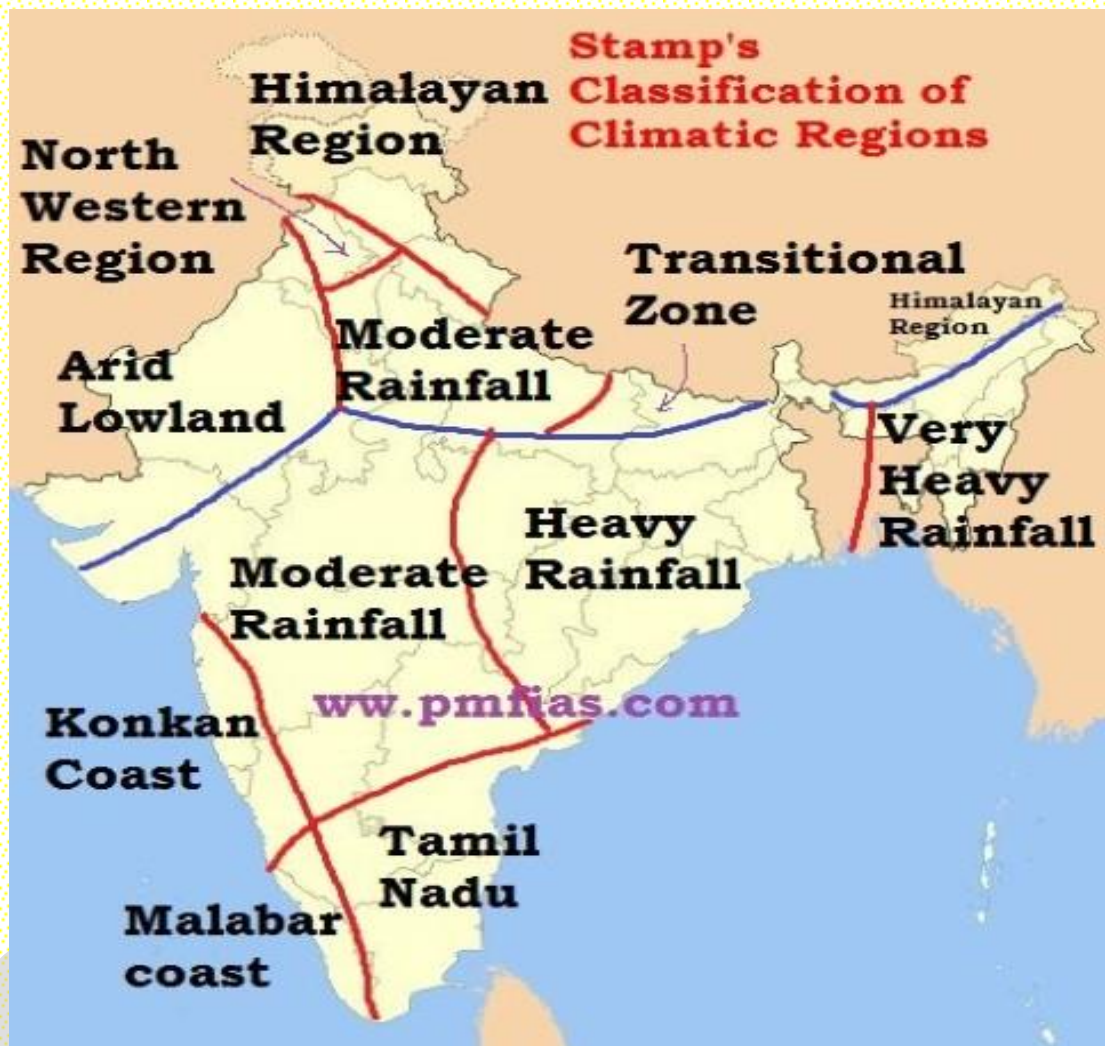 Stamp's
Classification of
Climatic Regions
Himalayan
Region
North
Western
Region
Transitional
Zone
Himalayan
Region
Moderate
Rainfall
Arid
Lowland
Very
Heavy
Rainfall
Heavy
Rainfall
Moderate
Rainfall
ww.pmfias.com
Konkan
Coast
Tamil
Nadu
Malabar
coast